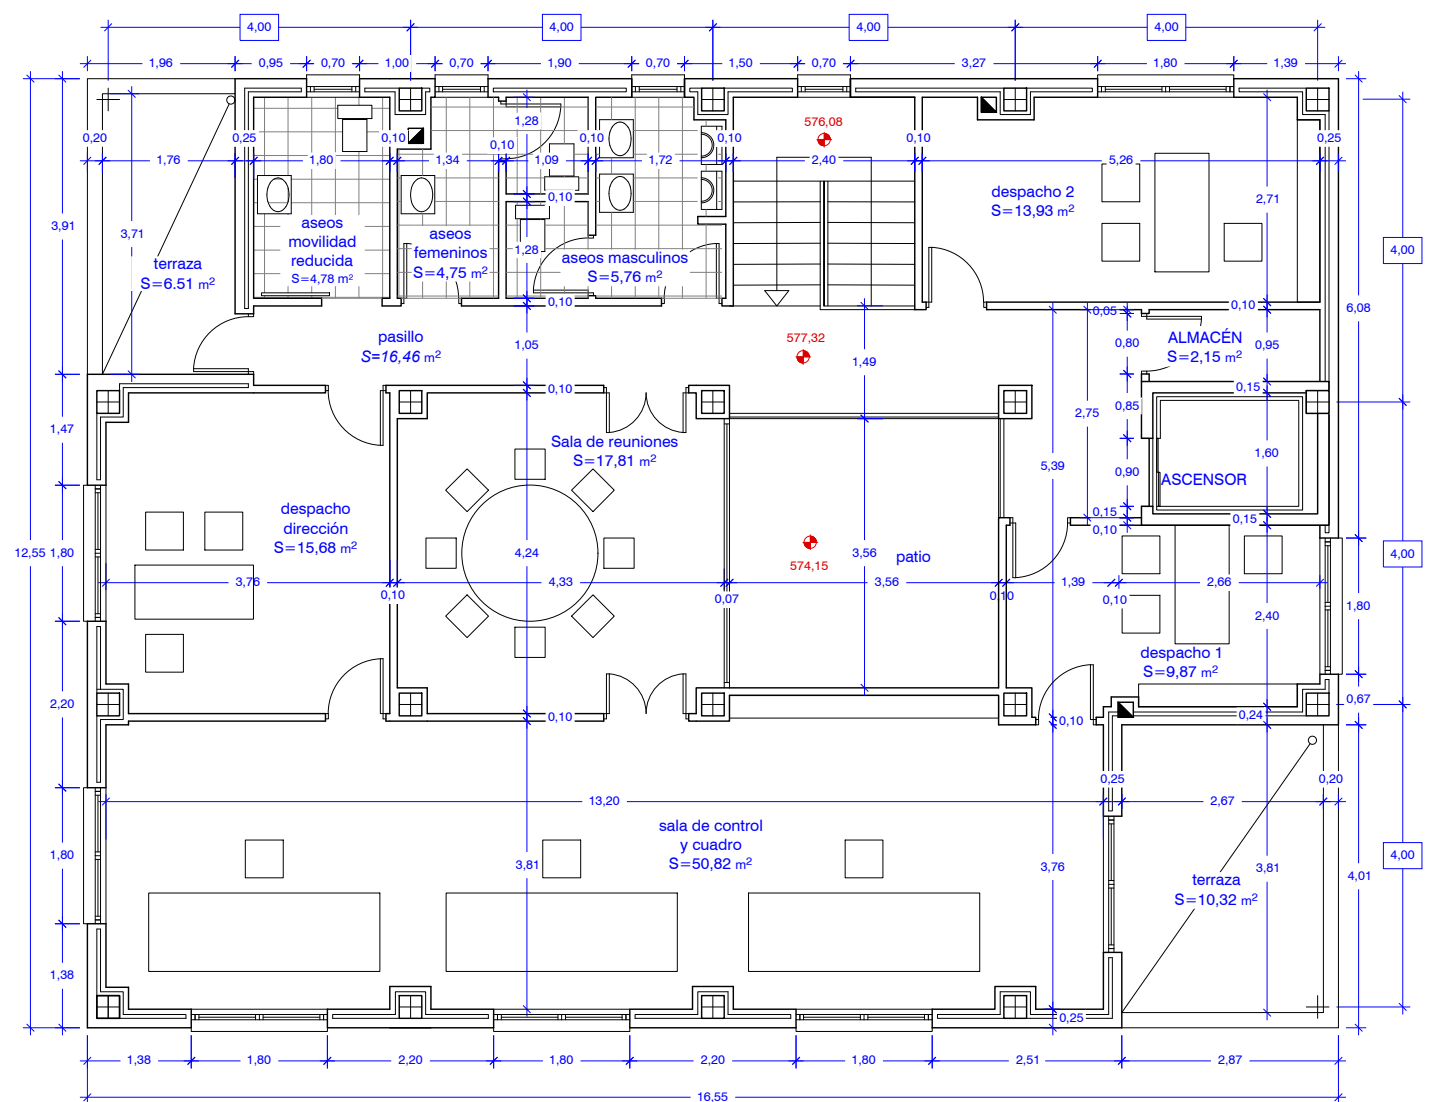 4,00 4,00 4,00 4,00
1,96 0,95 0,70 1,00 0,70 1,90 0,70 1,50 0,70 3,27 1,80 1,39
1,28 576,08
0,20 0,25 0,10 0,10 0,10 0,10 0,10 0,25
1,76 1,80 1,34 1,09 1,72 2,40 5,26
despacho 2
S=13,93 m²
0,10 2,71
3,91 3,71
aseos
movilidad
reducida
S=4,78 m²
aseos
femeninos
S=4,75 m²
1,28
aseos masculinos
S=5,76 m²
terraza
S=6.51 m²
4,00
0,10 0,05 0,10 6,08
pasillo
S=16,46 m²
1,05
577,32
1,49
0,80
ALMACÉN
S=2,15 m²
0,95
0,10 0,15
1,47 2,75 0,85
Sala de reuniones
S=17,81 m²
5,39 0,90 1,60
ASCENSOR
despacho
dirección
S=15,68 m²
0,15 0,15
0,10
12,55 1,80 4,24 3,56 4,00
574,15
patio
3,76 4,33 3,56 1,39 2,66
0,10 0,07 0,10 0,10
2,40 1,80
despacho 1
S=9,87 m²
2,20 0,10 0,10 0,24 0,67
0,25 0,20
13,20 2,67
sala de control
y cuadro
S=50,82 m²
1,80 3,81 3,76 3,81 4,00
4,01
terraza
S=10,32 m²
1,38
0,25
1,38 1,80 2,20 1,80 2,20 1,80 2,51 2,87
16,55